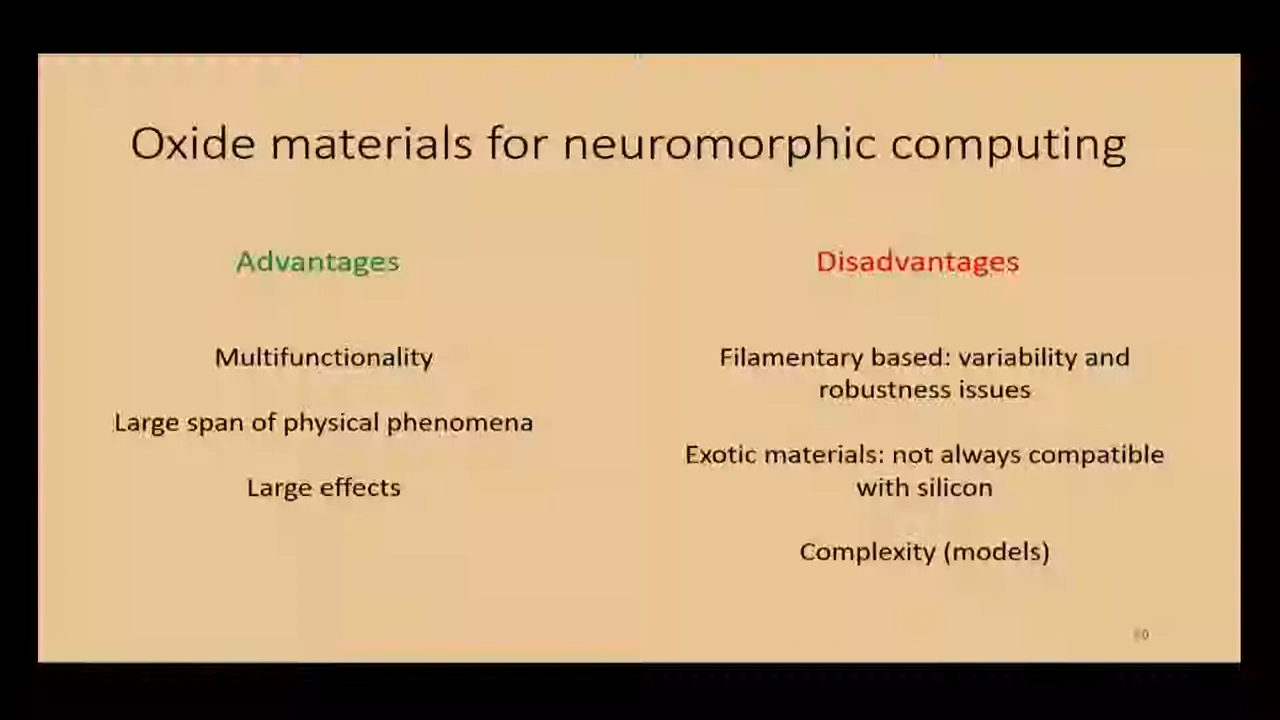 Oxide materials for neuromorphic computing
Advantages
Multifunctionality
Large span of physical phenomena
Large effects
Disadvantages
Filamentary based: variability and
robustness issues
Exotic materials: not always compatible
with silicon
Complexity (models)